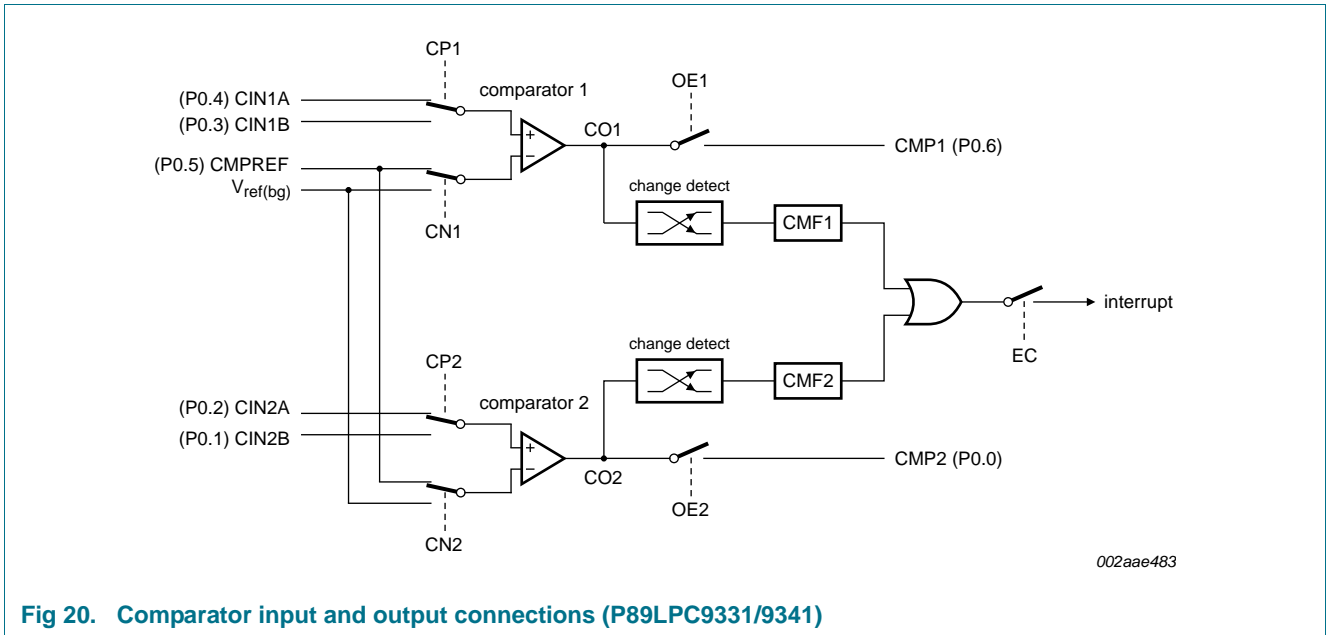 CP1
OE1
(P0.4) CIN1A
comparator 1
(P0.3) CIN1B
+
CO1
CMP1 (P0.6)
(P0.5) CMPREF
−
Vref(bg)
change detect
CN1
CMF1
interrupt
EC
change detect
CP2
CMF2
(P0.2) CIN2A
comparator 2
(P0.1) CIN2B
+
CMP2 (P0.0)
−
CO2
OE2
CN2
002aae483
Fig 20. Comparator input and output connections (P89LPC9331/9341)